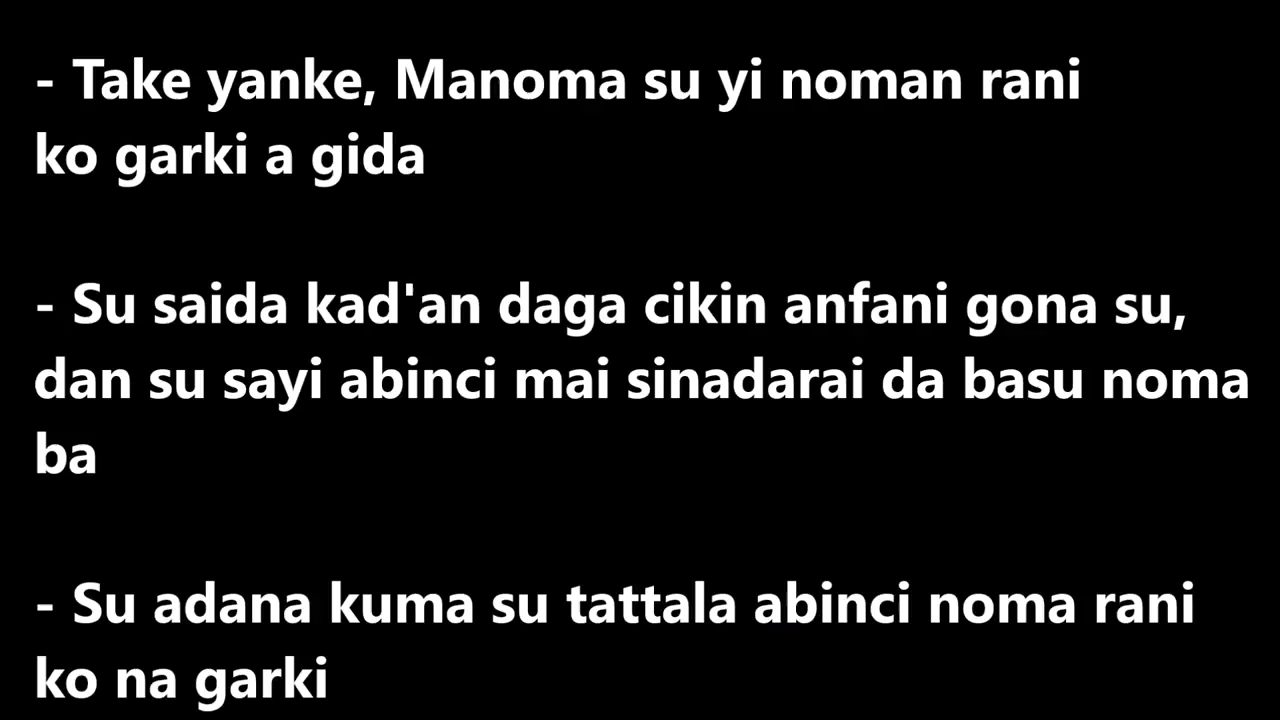 - Take yanke, Manoma su yi noman rani
ko garki a gida
- Su saida kad'an daga cikin anfani gona su,
dan su sayi abinci mai sinadarai da basu noma
ba
- Su adana kuma su tattala abinci noma rani
ko na garki